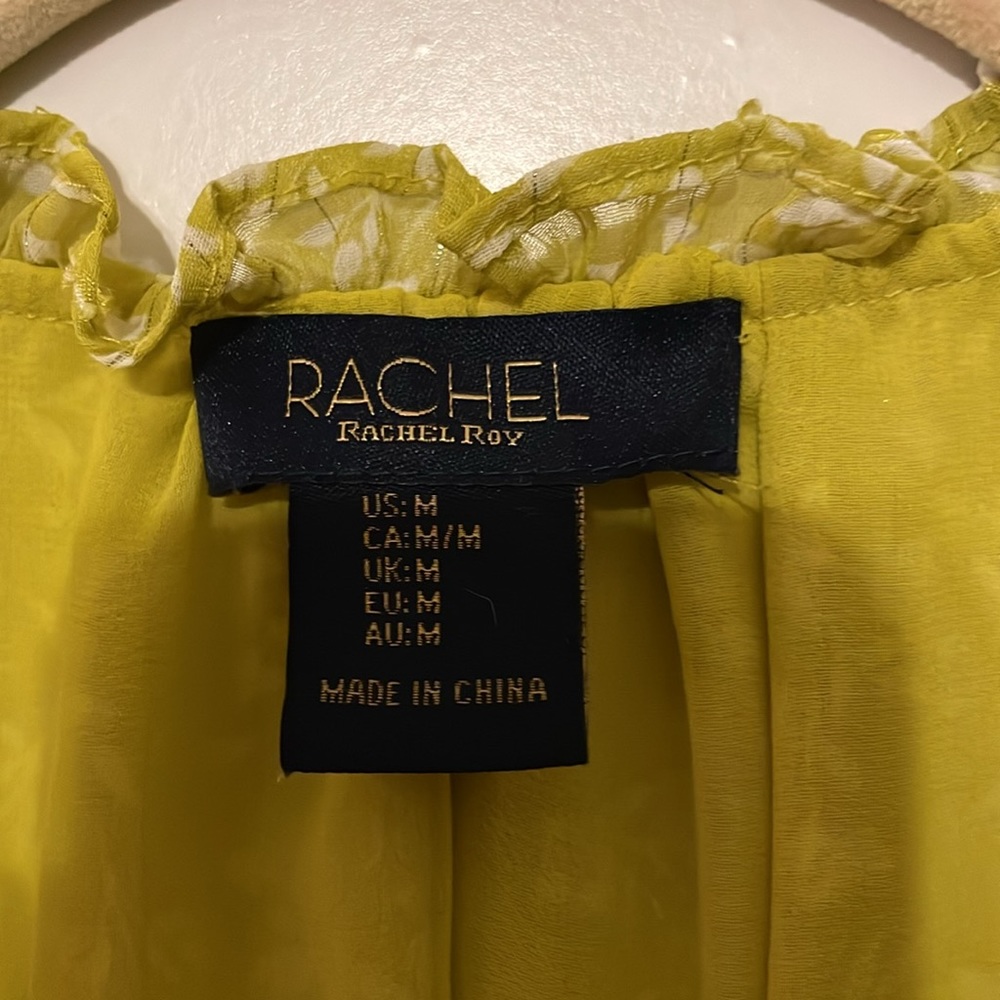 RACHEL
RACHEL ROY
US: M
CA: M/M
UK: M
EU: M
AU: M
MADE IN CHINA